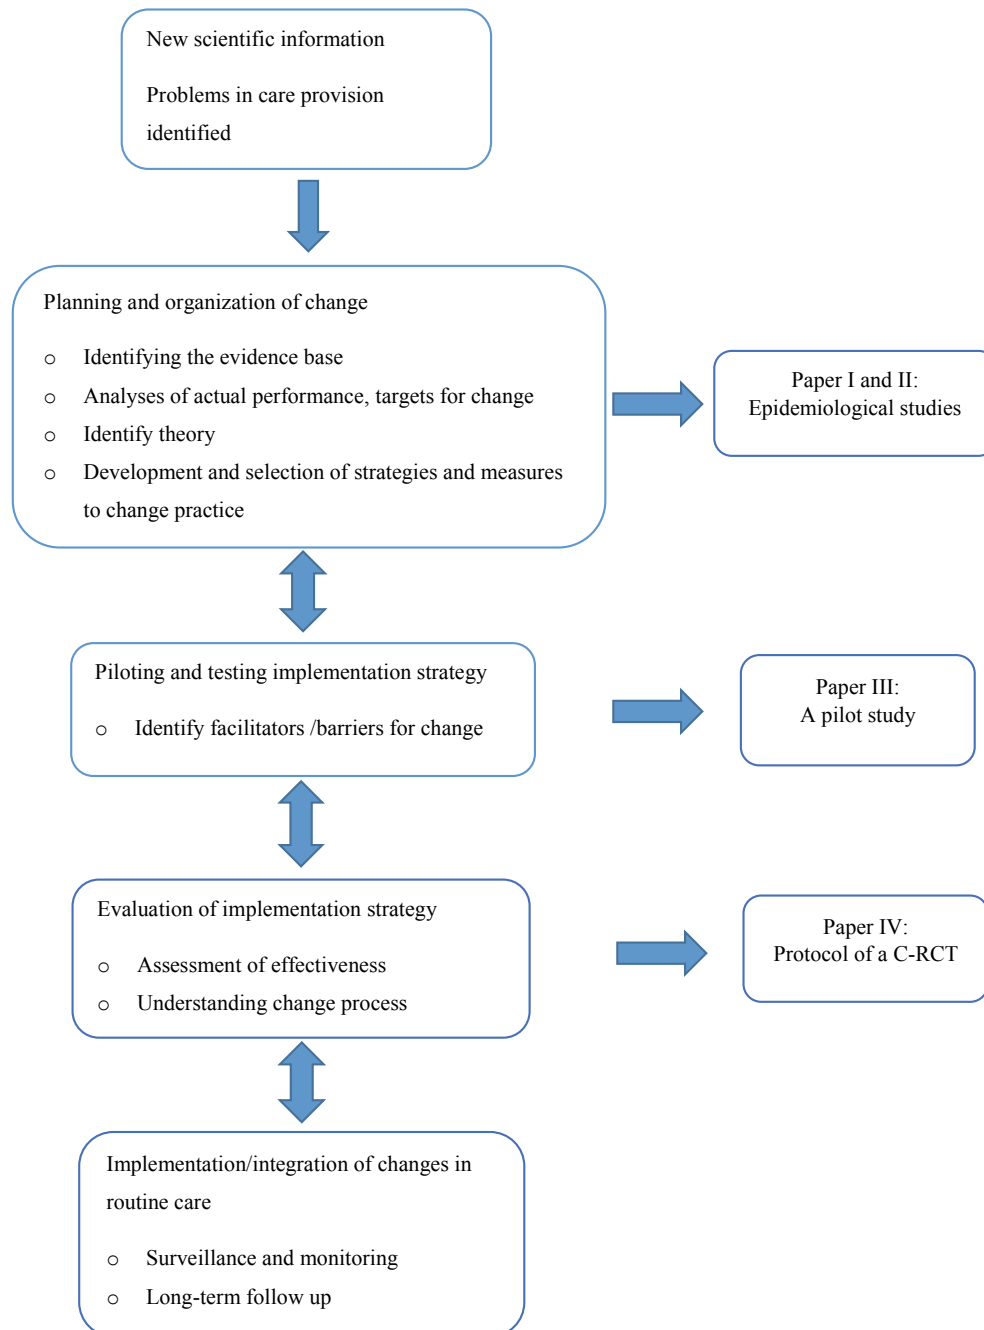 New scientific information
Problems in care provision
identified
Planning and organization of change
o Identifying the evidence base
o Analyses of actual performance, targets for change
o Identify theory
o Development and selection of strategies and measures
to change practice
Paper I and II:
Epidemiological studies
Piloting and testing implementation strategy
o Identify facilitators /barriers for change
Paper III:
A pilot study
Evaluation of implementation strategy
o Assessment of effectiveness
o Understanding change process
Paper IV:
Protocol of a C-RCT
Implementation/integration of changes in
routine care
o Surveillance and monitoring
o Long-term follow up